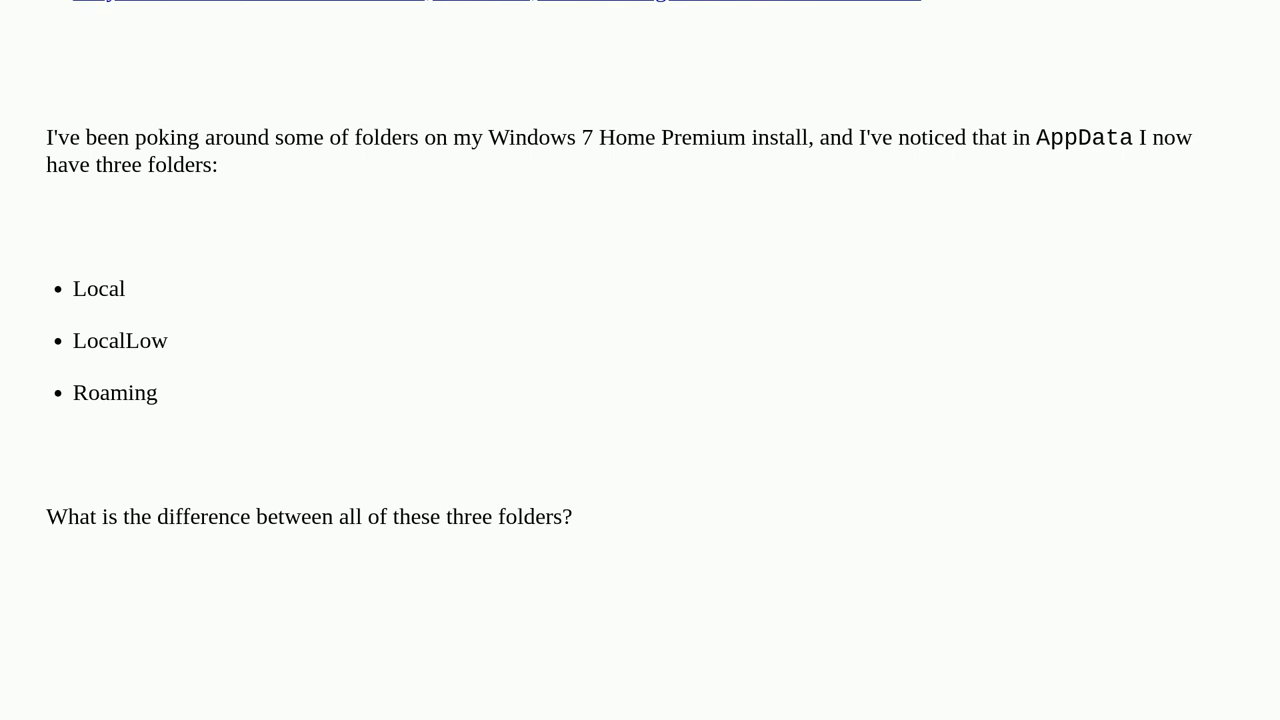 I've been poking around some of folders on my Windows 7 Home Premium install, and I've noticed that in AppData I now
have three folders:
• Local
• LocalLow
• Roaming
What is the difference between all of these three folders?